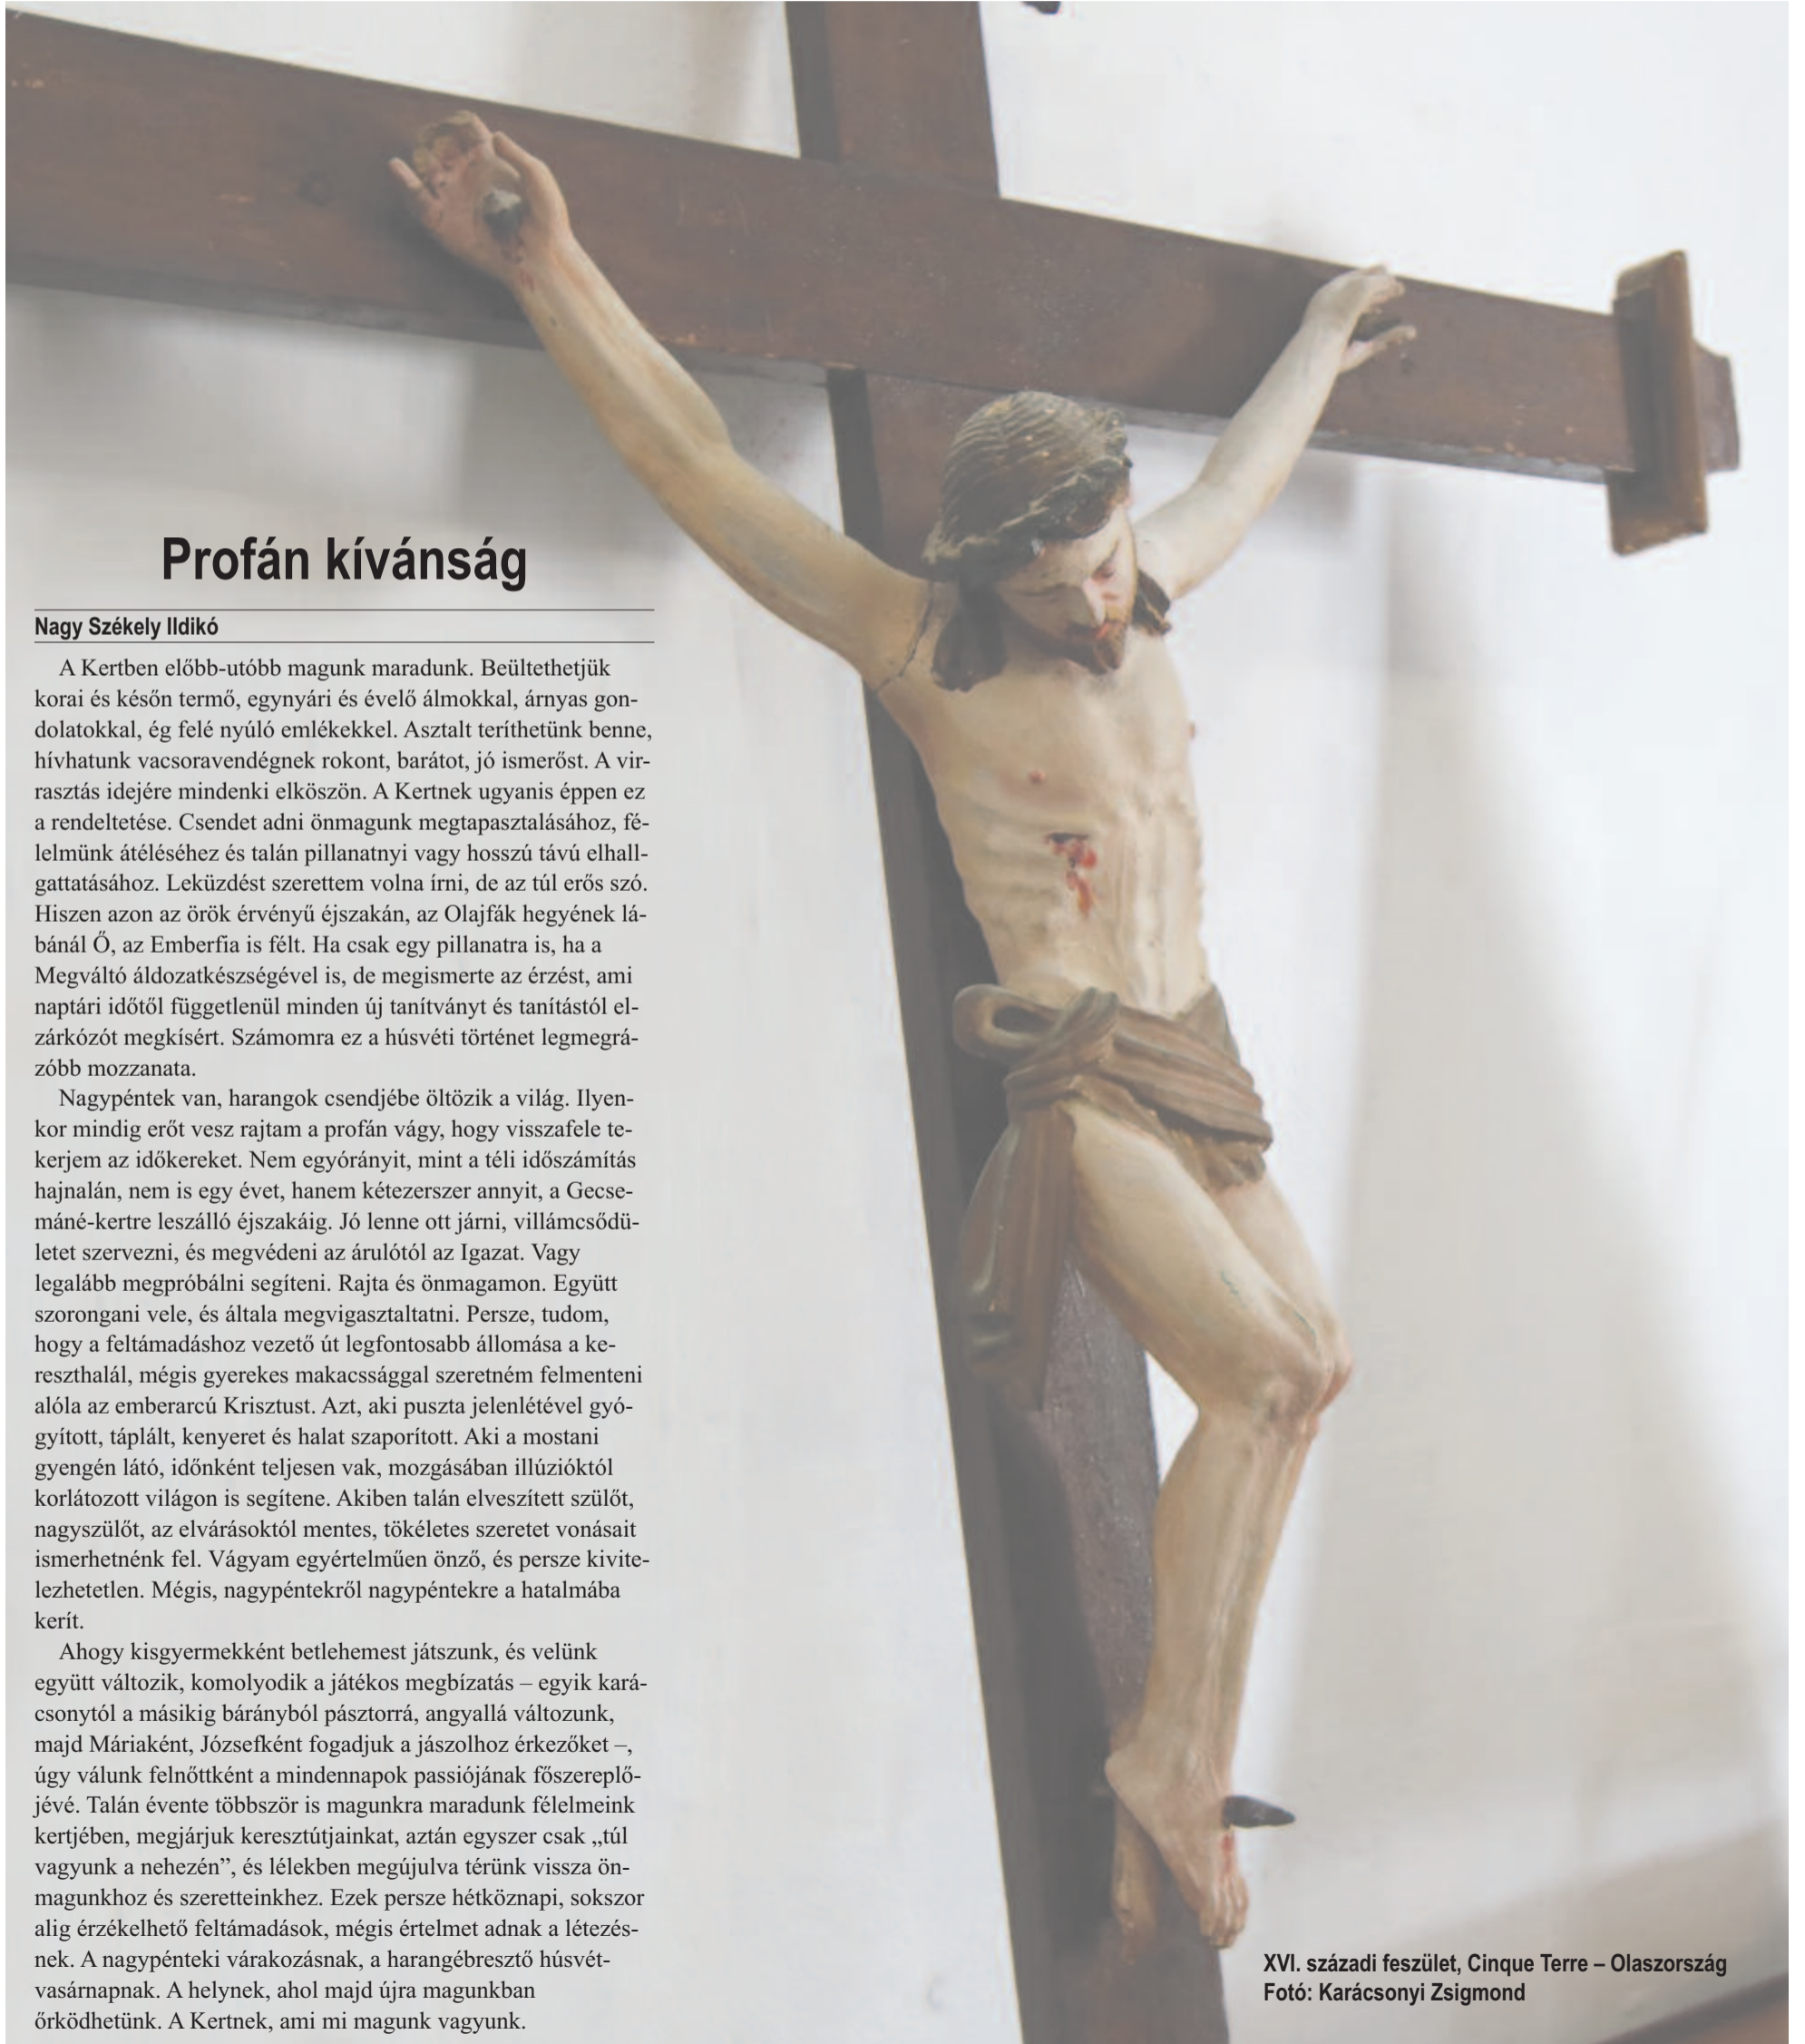 Profán kívánság
Nagy Székely Ildikó
A Kertben előbb-utóbb magunk maradunk. Beültethetjük
korai és későn termő, egynyári és évelő álmokkal, árnyas gon-
dolatokkal, ég felé nyúló emlékekkel. Asztalt teríthetünk benne,
hívhatunk vacsoravendégnek rokont, barátot, jó ismerőst. A vir-
rasztás idejére mindenki elköszön. A Kertnek ugyanis éppen ez
a rendeltetése. Csendet adni önmagunk megtapasztalásához, fé-
lelmünk átéléséhez és talán pillanatnyi vagy hosszú távú elhall-
gattatásához. Leküzdést szerettem volna írni, de az túl erős szó.
Hiszen azon az örök érvényű éjszakán, az Olajfák hegyének lá-
bánál Ő, az Emberfia is félt. Ha csak egy pillanatra is, ha a
Megváltó áldozatkészségével is, de megismerte az érzést, ami
naptári időtől függetlenül minden új tanítványt és tanítástól el-
zárkózót megkísért. Számomra ez a húsvéti történet legmegrá-
zóbb mozzanata.
Nagypéntek van, harangok csendjébe öltözik a világ. Ilyen-
kor mindig erőt vesz rajtam a profán vágy, hogy visszafele te-
kerjem az időkereket. Nem egyórányit, mint a téli időszámítás
hajnalán, nem is egy évet, hanem kétezerszer annyit, a Gecse-
máné-kertre leszálló éjszakáig. Jó lenne ott járni, villámcsődü-
letet szervezni, és megvédeni az árulótól az Igazat. Vagy
legalább megpróbálni segíteni. Rajta és önmagamon. Együtt
szorongani vele, és általa megvigasztaltatni. Persze, tudom,
hogy a feltámadáshoz vezető út legfontosabb állomása a ke-
reszthalál, mégis gyerekes makacssággal szeretném felmenteni
alóla az emberarcú Krisztust. Azt, aki puszta jelenlétével gyó-
gyított, táplált, kenyeret és halat szaporított. Aki a mostani
gyengén látó, időnként teljesen vak, mozgásában illúzióktól
korlátozott világon is segítene. Akiben talán elveszített szülőt,
nagyszülőt, az elvárásoktól mentes, tökéletes szeretet vonásait
ismerhetnénk fel. Vágyam egyértelműen önző, és persze kivite-
lezhetetlen. Mégis, nagypéntekről nagypéntekre a hatalmába
kerít.
Ahogy kisgyermekként betlehemest játszunk, és velünk
együtt változik, komolyodik a játékos megbízatás – egyik kará-
csonytól a másikig bárányból pásztorrá, angyallá változunk,
majd Máriaként, Józsefként fogadjuk a jászolhoz érkezőket –,
úgy válunk felnőttként a mindennapok passiójának főszereplő-
jévé. Talán évente többször is magunkra maradunk félelmeink
kertjében, megjárjuk keresztútjainkat, aztán egyszer csak „túl
vagyunk a nehezén”, és lélekben megújulva térünk vissza ön-
magunkhoz és szeretteinkhez. Ezek persze hétköznapi, sokszor
alig érzékelhető feltámadások, mégis értelmet adnak a létezés-
nek. A nagypénteki várakozásnak, a harangébresztő húsvét-
vasárnapnak. A helynek, ahol majd újra magunkban
őrködhetünk. A Kertnek, ami mi magunk vagyunk.
XVI. századi feszület, Cinque Terre – Olaszország
Fotó: Karácsonyi Zsigmond